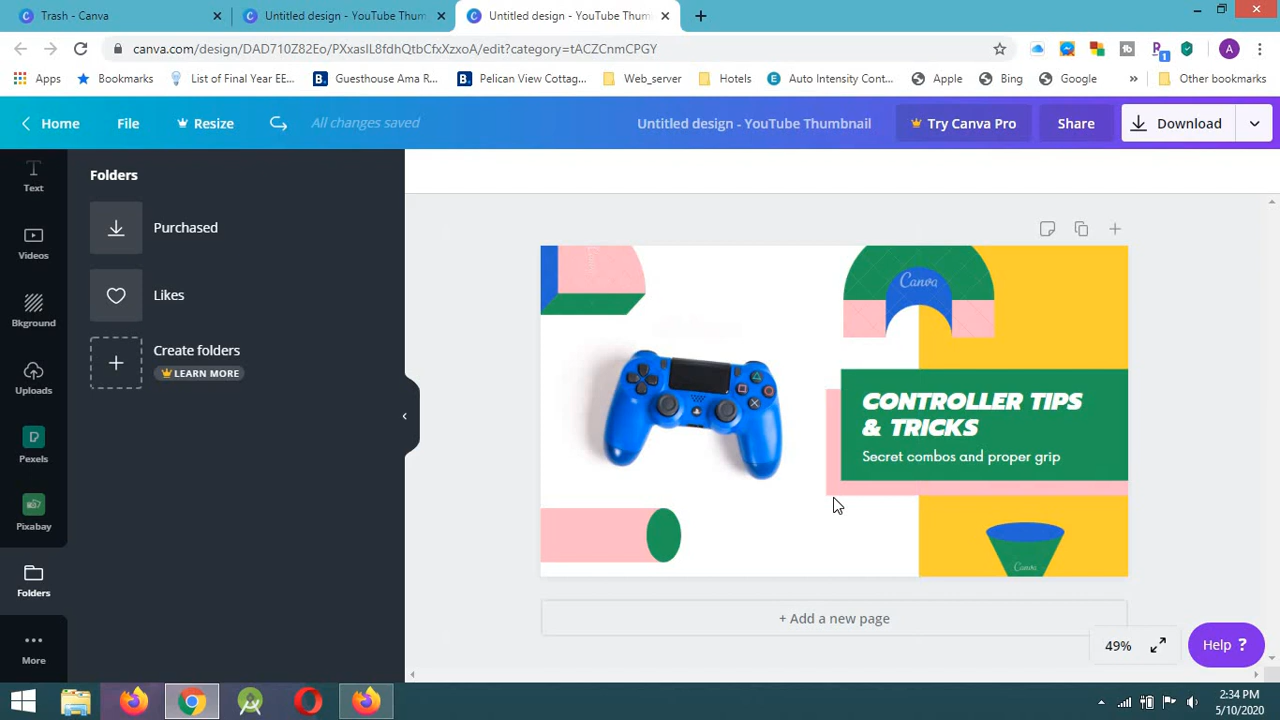 Trash - Canva
Untitled design - YouTube Thum
Untitled design - YouTube Thum
canva.com/design/DAD710Z82Eo/PXxasIL8fdhQtbCfxXzxoA/edit?category=tACZCnmCPGY
A
1
Apps
Bookmarks
List of Final Year EE...
Guesthouse Ama R...
Pelican View Cottag...
Web_server
Hotels
Auto Intensity Cont...
Apple
Bing
Google
»
Other bookmarks
Home
File
Resize
All changes saved
Untitled design - YouTube Thumbnail
Try Canva Pro
Share
Download
Text
Videos
Bkground
Uploads
Pexels
Pixabay
Folders
More
Folders
Purchased
Likes
Create folders
LEARN MORE
Canva
CONTROLLER TIPS
& TRICKS
Secret combos and proper grip
Canva
+ Add a new page
49%
Help ?
2:34 PM
5/10/2020